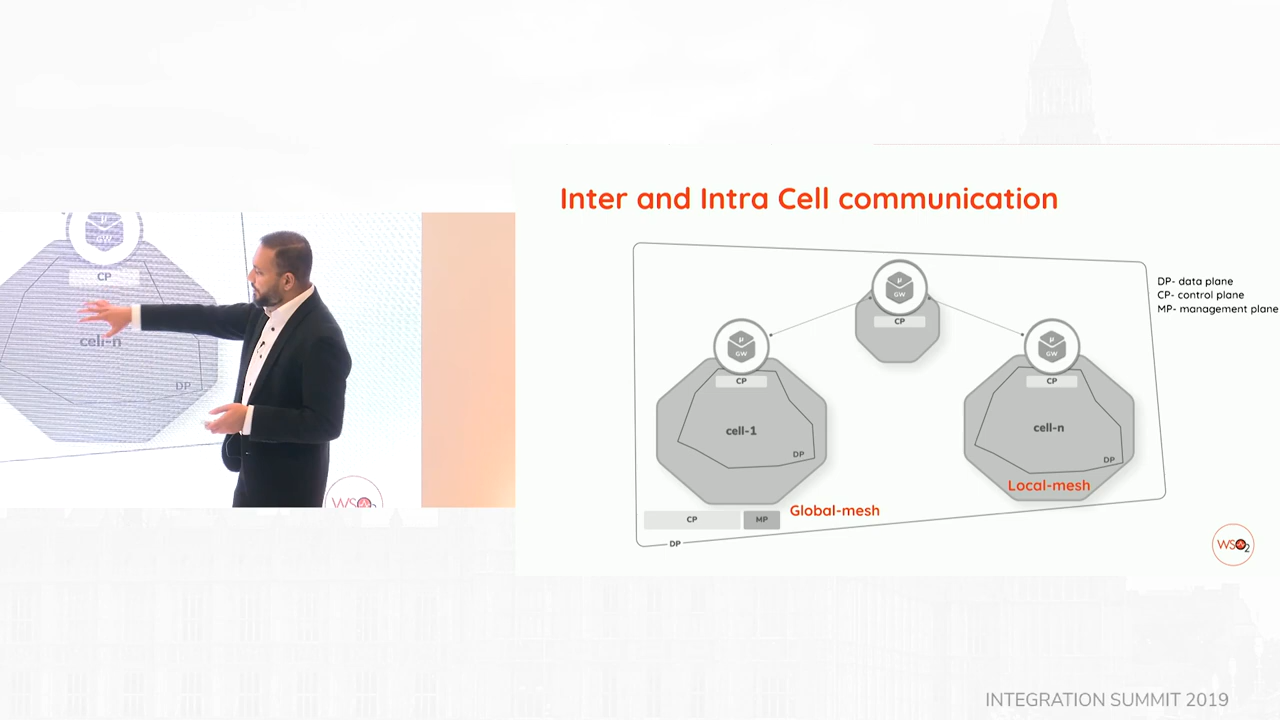 Inter and Intra Cell communication
GW
CP
cell-n
DP
WSO2
µ
GW
CP
DP- data plane
CP- control plane
MP- management plane
µ
GW
CP
cell-1
DP
µ
GW
CP
cell-n
DP
Local-mesh
Global-mesh
CP
MP
DP
WSO2
INTEGRATION SUMMIT 2019